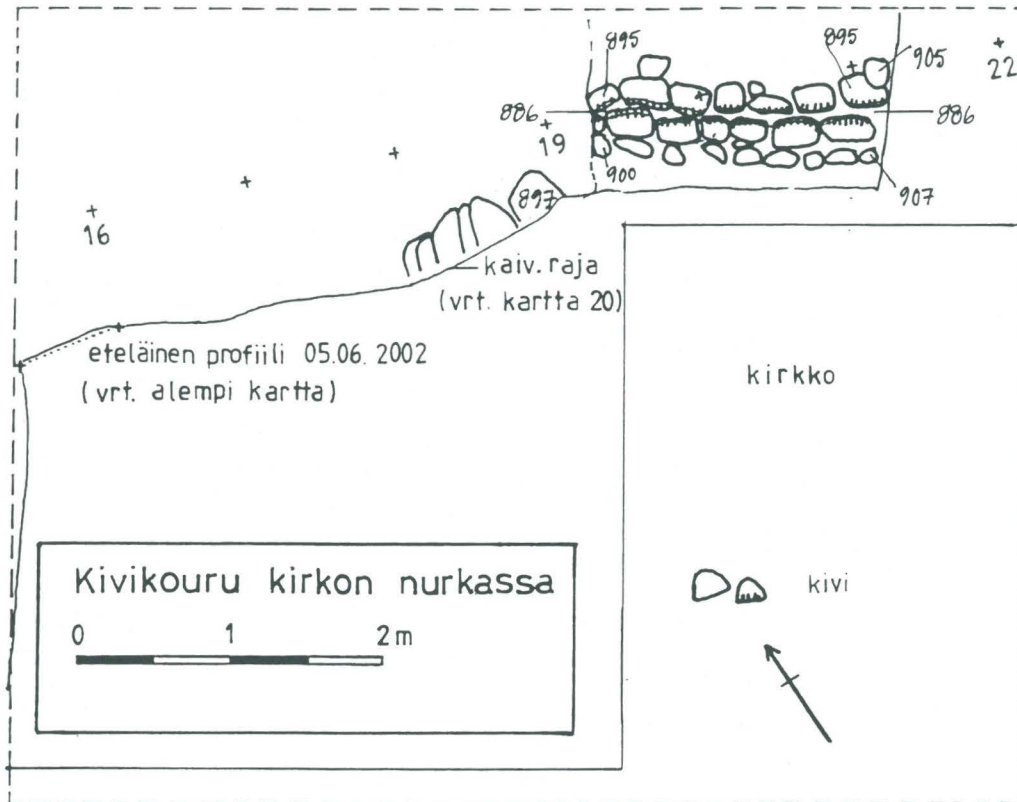 895
895
905
22
886
886
19
900
907
897
16
kaiv. raja
(vrt. kartta 20)
eteläinen profiili 05.06. 2002
(vrt. alempi kartta)
kirkko
Kivikouru kirkon nurkassa
0 1 2 m
kivi